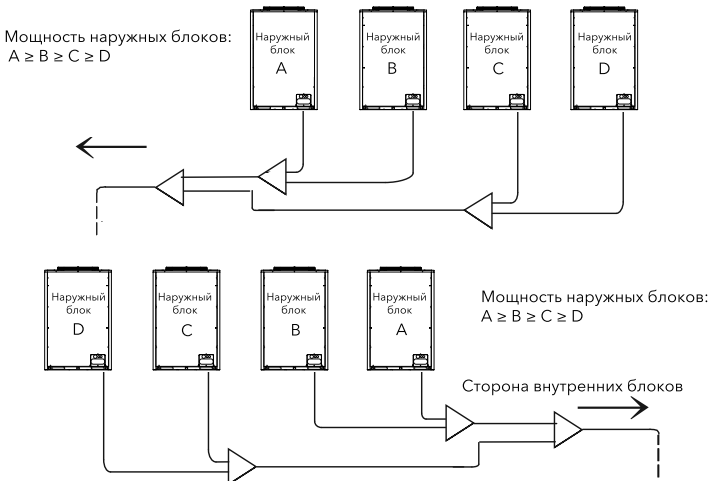 Мощность наружных блоков:
A ≥ B ≥ C ≥ D
Наружный
блок
A
Наружный
блок
B
Наружный
блок
C
Наружный
блок
D
Наружный
блок
D
Наружный
блок
C
Наружный
блок
B
Наружный
блок
A
Мощность наружных блоков:
A ≥ B ≥ C ≥ D
Сторона внутренних блоков